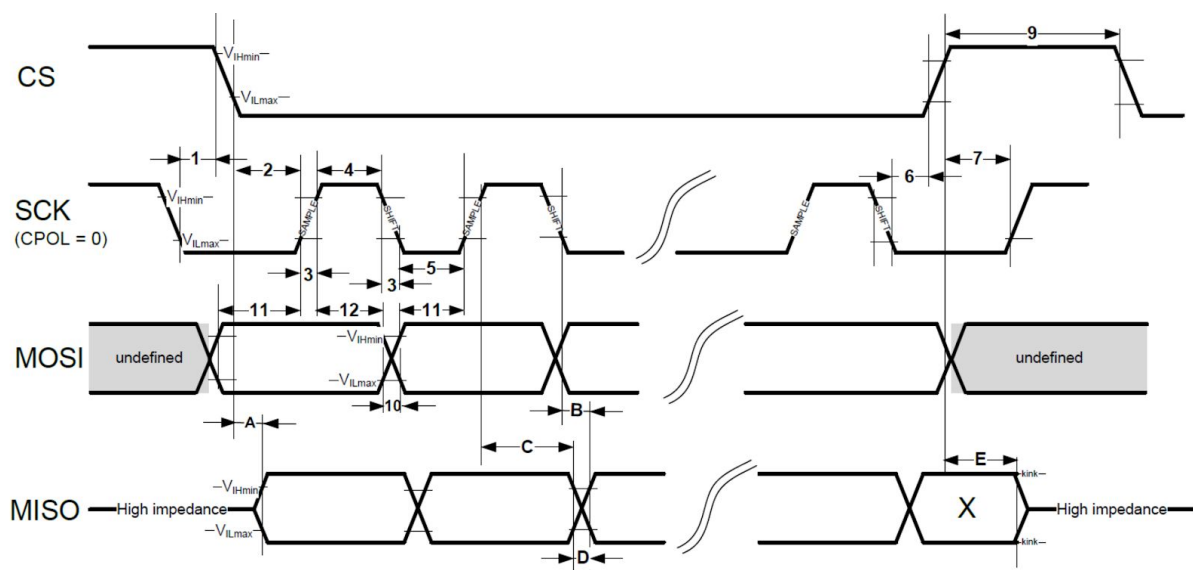 CS
VIHmin
VILmax
9
1
2
4
6
7
SCK
(CPOL = 0)
VIHmin
VILmax
SAMPLE
SHIFT
SAMPLE
SAMPLE
SHIFT
3
3
5
11
12
11
MOSI
undefined
VIHmin
VILmax
undefined
10
A
B
C
E
MISO
High impedance
VIHmin
VILmax
X
kink
kink
High impedance
D